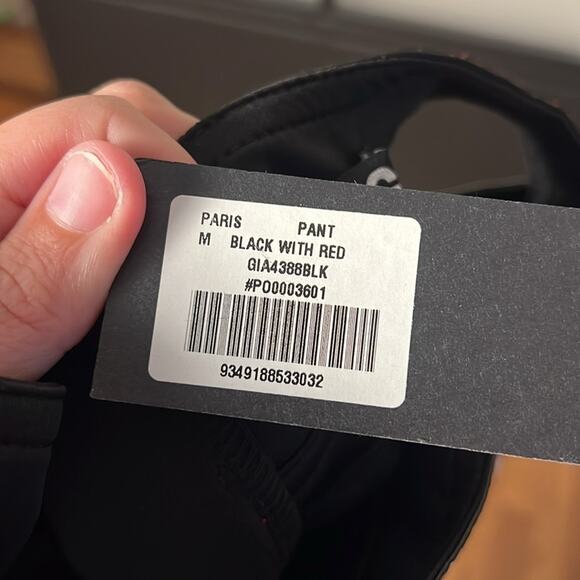 PARIS PANT
M BLACK WITH RED
GIA4388BLK
#PO0003601
9349188533032